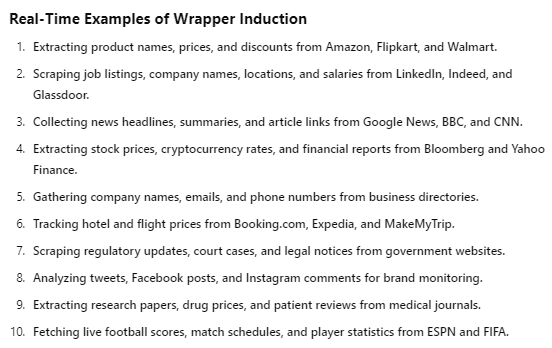 Real-Time Examples of Wrapper Induction
1. Extracting product names, prices, and discounts from Amazon, Flipkart, and Walmart.
2. Scraping job listings, company names, locations, and salaries from LinkedIn, Indeed, and
Glassdoor.
3. Collecting news headlines, summaries, and article links from Google News, BBC, and CNN.
4. Extracting stock prices, cryptocurrency rates, and financial reports from Bloomberg and Yahoo
Finance.
5. Gathering company names, emails, and phone numbers from business directories.
6. Tracking hotel and flight prices from Booking.com, Expedia, and MakeMyTrip.
7. Scraping regulatory updates, court cases, and legal notices from government websites.
8. Analyzing tweets, Facebook posts, and Instagram comments for brand monitoring.
9. Extracting research papers, drug prices, and patient reviews from medical journals.
10. Fetching live football scores, match schedules, and player statistics from ESPN and FIFA.